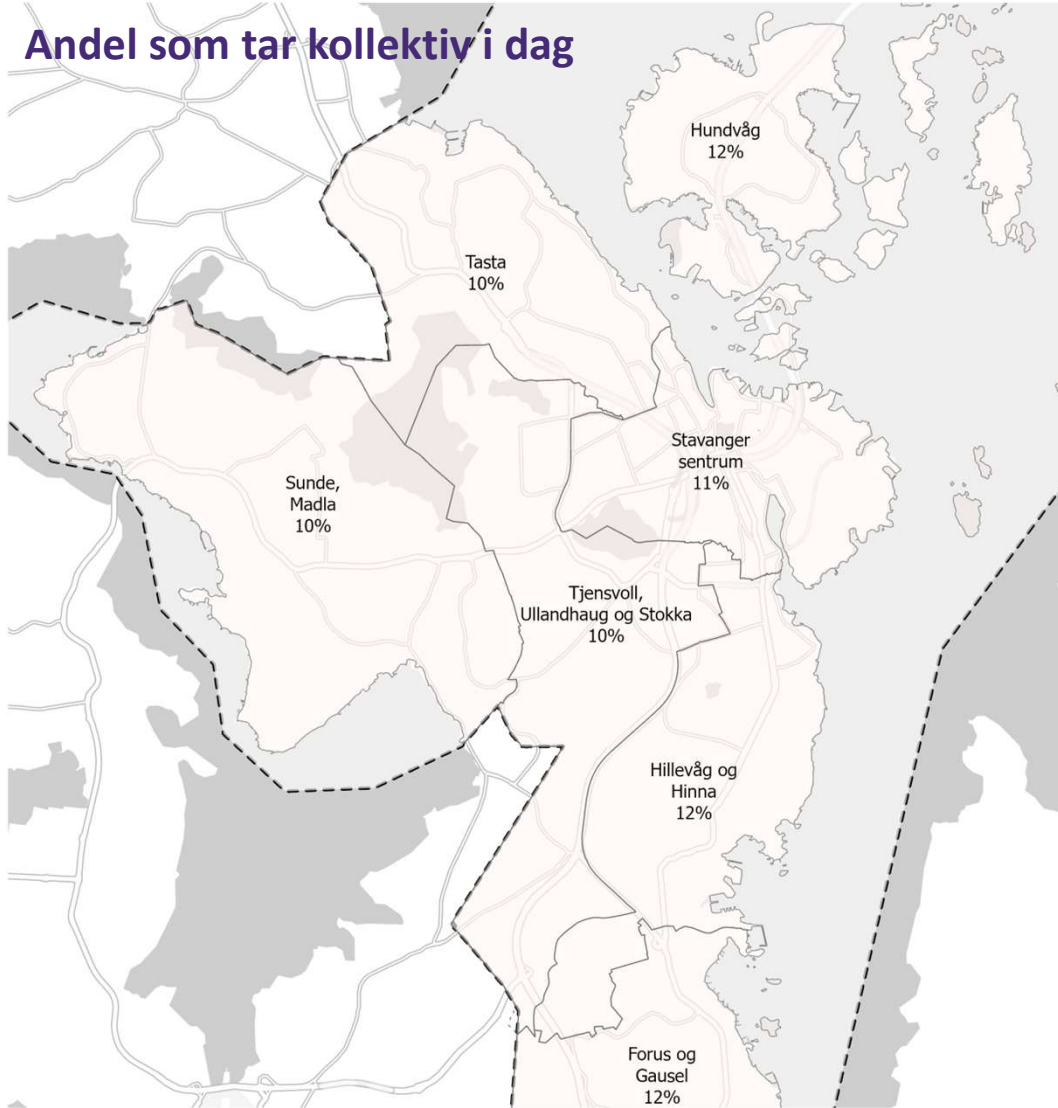 Andel som tar kollektiv i dag
Hundvåg
12%
Tasta
10%
Stavanger
sentrum
11%
Sunde,
Madla
10%
Tjensvoll,
Ullandhaug og Stokka
10%
Hillevåg og
Hinna
12%
Forus og
Gausel
12%